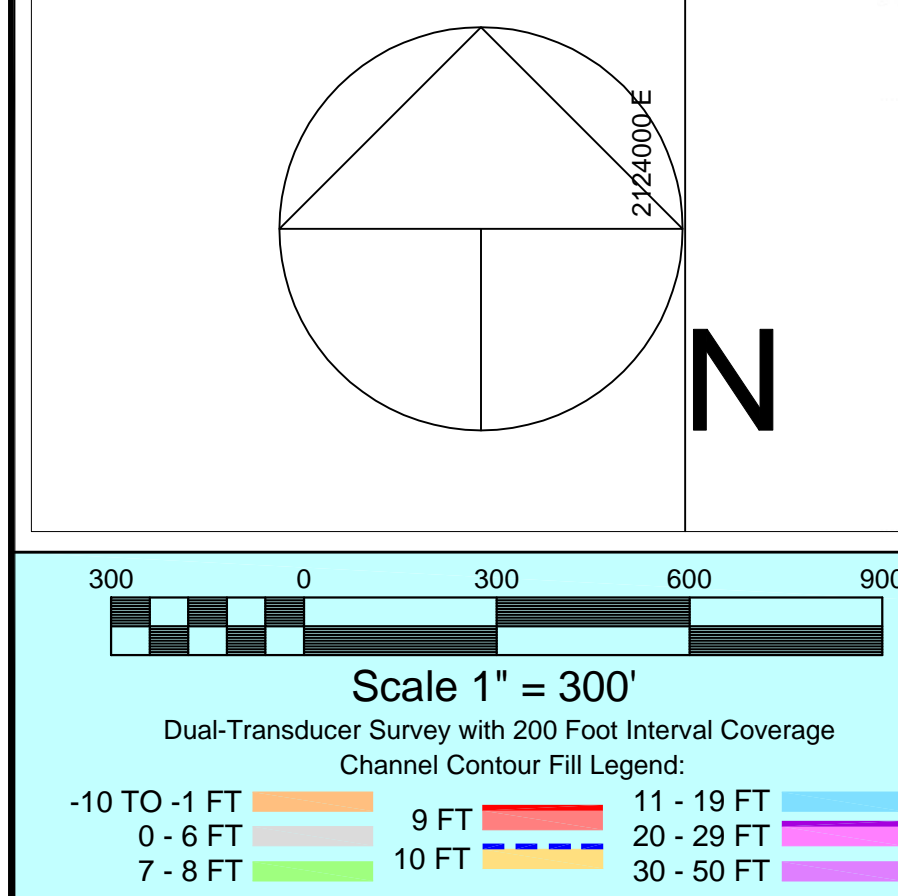 2124000 E
N
300 0 300 600 900
Scale 1" = 300'
Dual-Transducer Survey with 200 Foot Interval Coverage
Channel Contour Fill Legend:
-10 TO -1 FT
0 - 6 FT
7 - 8 FT
9 FT
10 FT
11 - 19 FT
20 - 29 FT
30 - 50 FT